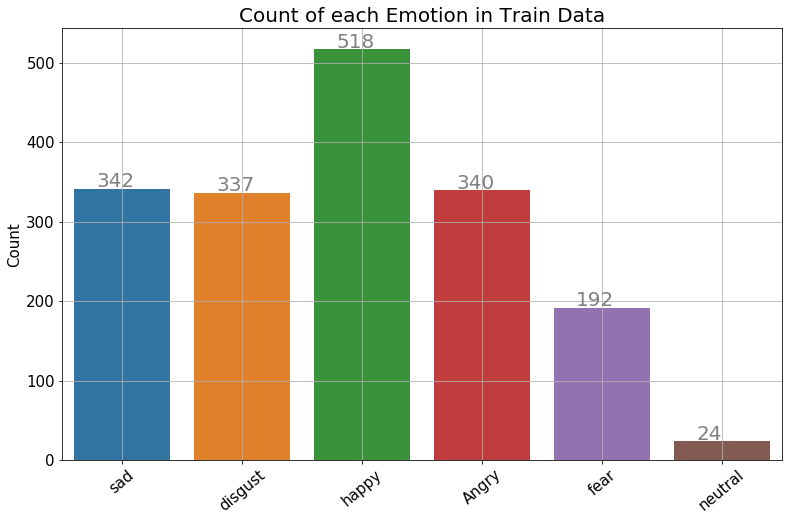 Count of each Emotion in Train Data
518
500
400
342
337
340
300
Count
200
192
100
24
0
sad
disgust
happy
Angry
fear
neutral